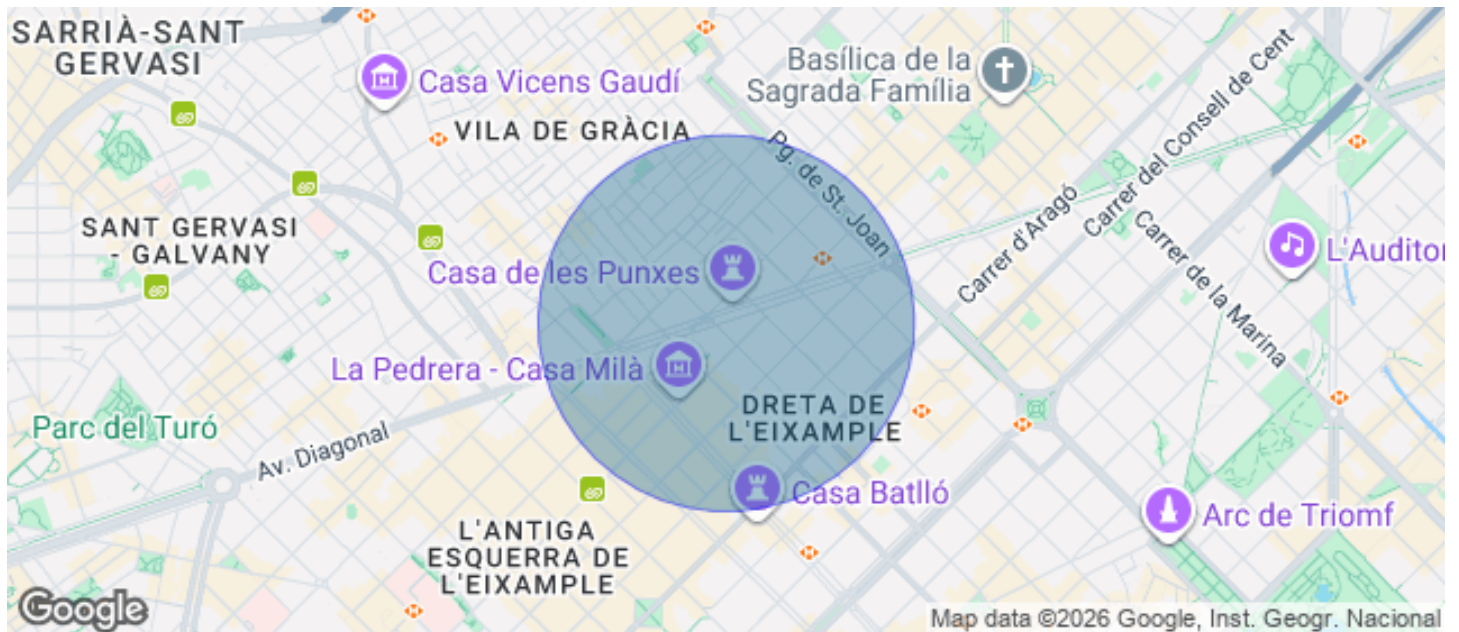 SARRIÀ-SANT
GERVASI
Casa Vicens Gaudí
Basílica de la
Sagrada Família
VILA DE GRÀCIA
Pg. de St. Joan
Carrer del Consell de Cent
Carrer d'Aragó
Carrer de la Marina
SANT GERVASI
- GALVANY
Casa de les Punxes
L'Auditor
La Pedrera - Casa Milà
DRETA DE
L'EIXAMPLE
Parc del Turó
Av. Diagonal
Casa Batlló
Arc de Triomf
L'ANTIGA
ESQUERRA DE
L'EIXAMPLE
Google
Map data ©2026 Google, Inst. Geogr. Nacional